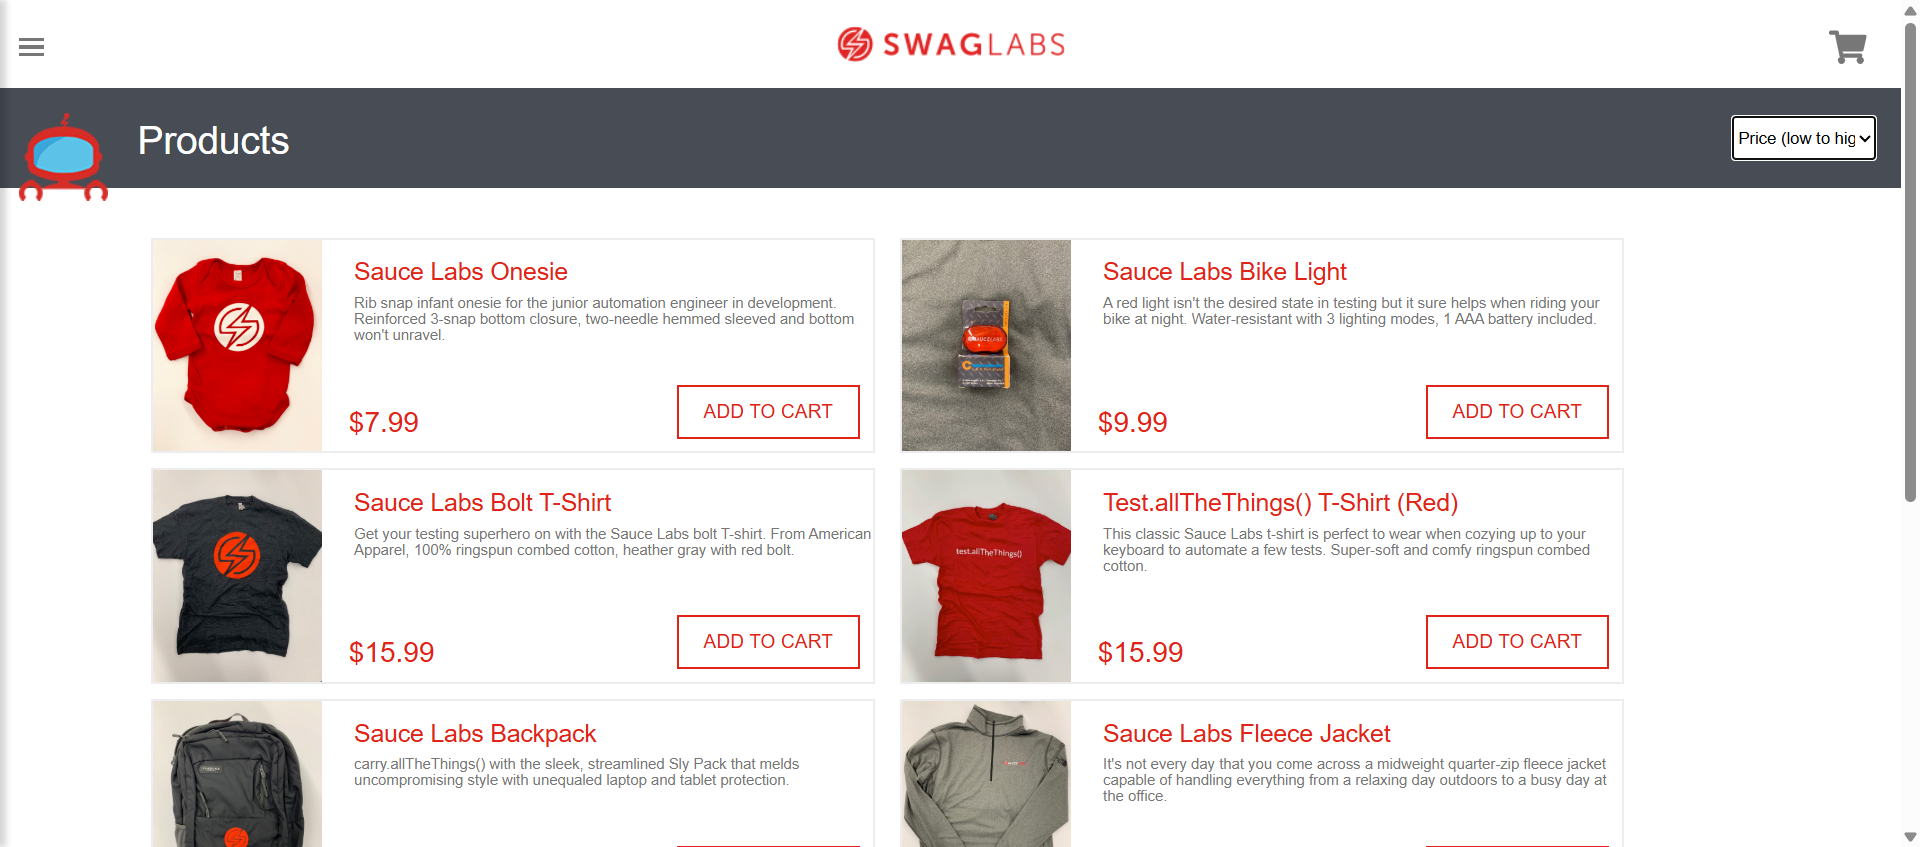 SWAGLABS
Products
Price (low to hig
Sauce Labs Onesie
Rib snap infant onesie for the junior automation engineer in development.
Reinforced 3-snap bottom closure, two-needle hemmed sleeved and bottom
won't unravel.
$7.99
ADD TO CART
Sauce Labs Bike Light
A red light isn't the desired state in testing but it sure helps when riding your
bike at night. Water-resistant with 3 lighting modes, 1 AAA battery included.
SAUCELABS
$9.99
ADD TO CART
Sauce Labs Bolt T-Shirt
Get your testing superhero on with the Sauce Labs bolt T-shirt. From American
Apparel, 100% ringspun combed cotton, heather gray with red bolt.
$15.99
ADD TO CART
Test.allTheThings() T-Shirt (Red)
This classic Sauce Labs t-shirt is perfect to wear when cozying up to your
keyboard to automate a few tests. Super-soft and comfy ringspun combed
cotton.
test.allTheThings()
$15.99
ADD TO CART
Sauce Labs Backpack
carry.allTheThings() with the sleek, streamlined Sly Pack that melds
uncompromising style with unequaled laptop and tablet protection.
Sauce Labs Fleece Jacket
It's not every day that you come across a midweight quarter-zip fleece jacket
capable of handling everything from a relaxing day outdoors to a busy day at
the office.